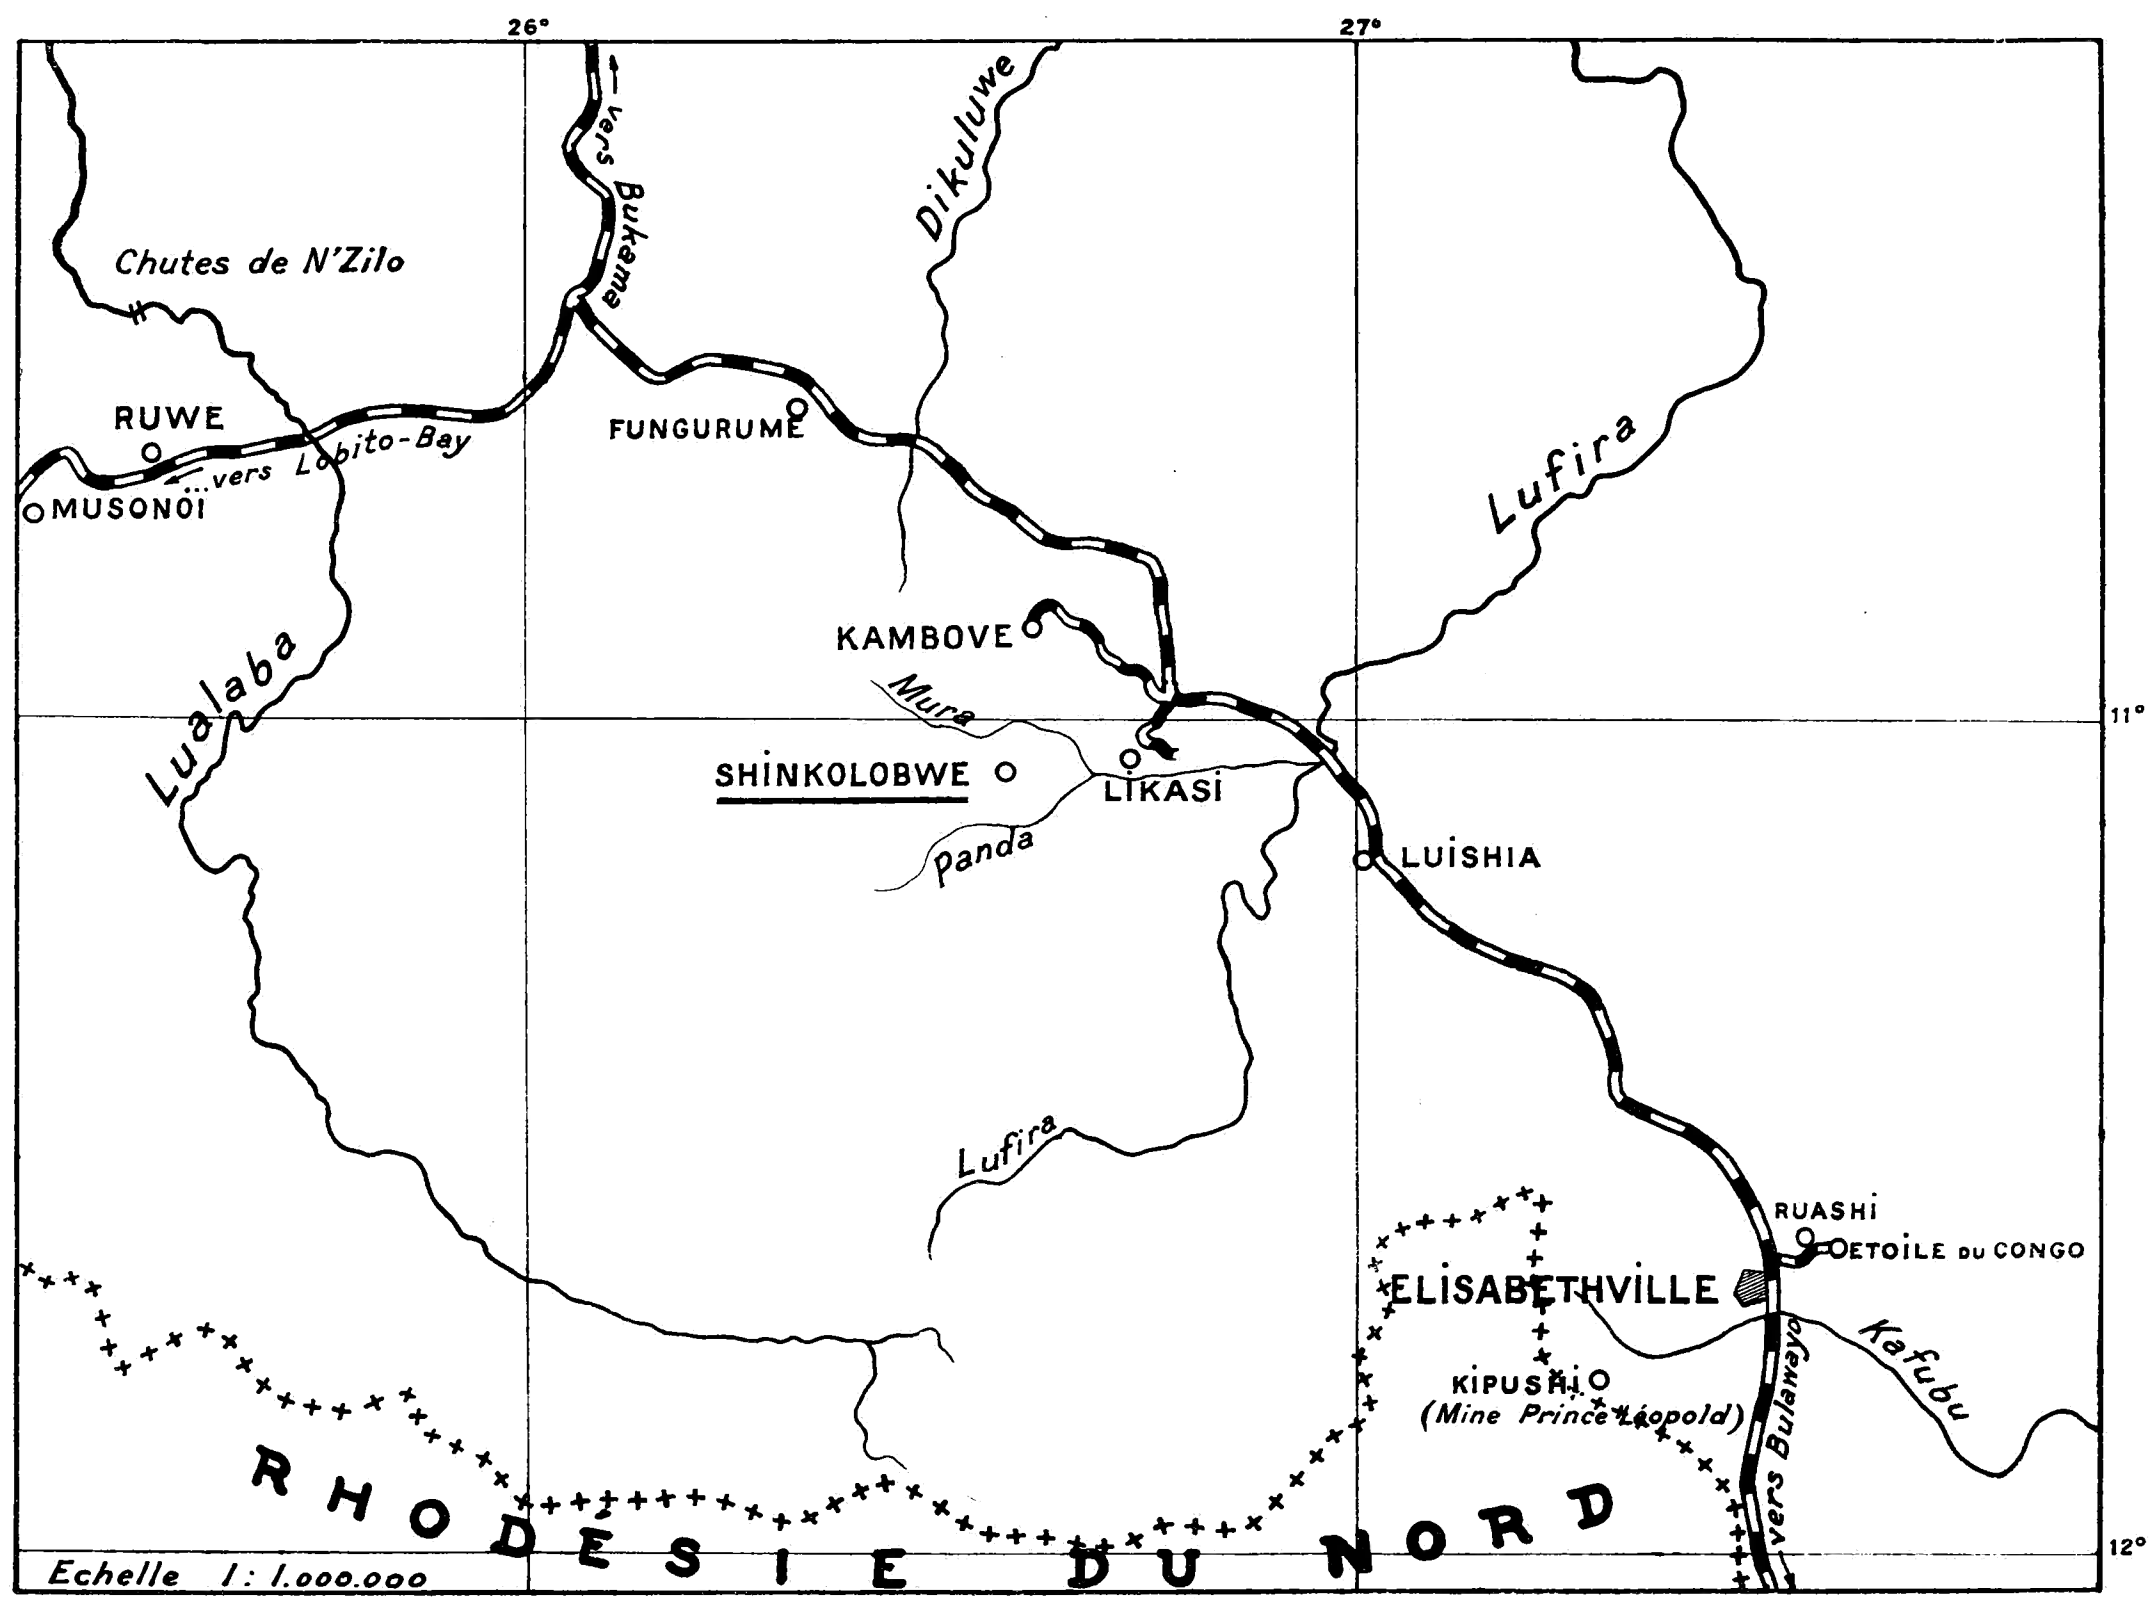 26° 27°
← vers Bukama
Dikuluwe
Chutes de N'Zilo
RUWE
FUNGURUME
... vers Lobito-Bay
MUSONOÏ
Lufira
KAMBOVE
Lualaba
Mura
11°
SHINKOLOBWE
LIKASI
Panda
LUISHIA
Lufira
RUASHI
ETOILE DU CONGO
ELISABETHVILLE
Kafubu
KIPUSHI
(Mine Prince Léopold)
vers Bulawayo
RHODÉSIE DU NORD
12°
Echelle 1: 1.000.000